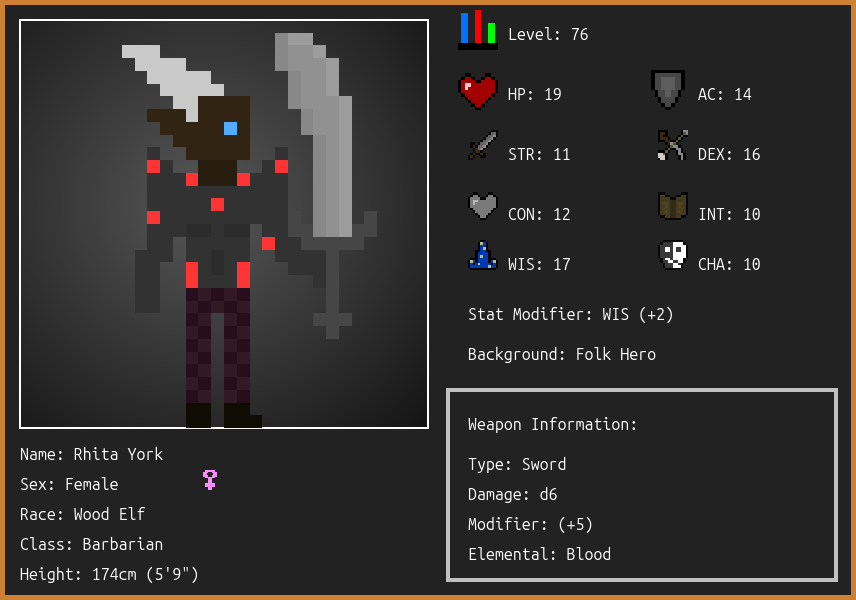 Level: 76
HP: 19
AC: 14
STR: 11
DEX: 16
CON: 12
INT: 10
WIS: 17
CHA: 10
Stat Modifier: WIS (+2)
Background: Folk Hero
Weapon Information:
Type: Sword
Damage: d6
Modifier: (+5)
Elemental: Blood
Name: Rhita York
Sex: Female
Race: Wood Elf
Class: Barbarian
Height: 174cm (5'9")